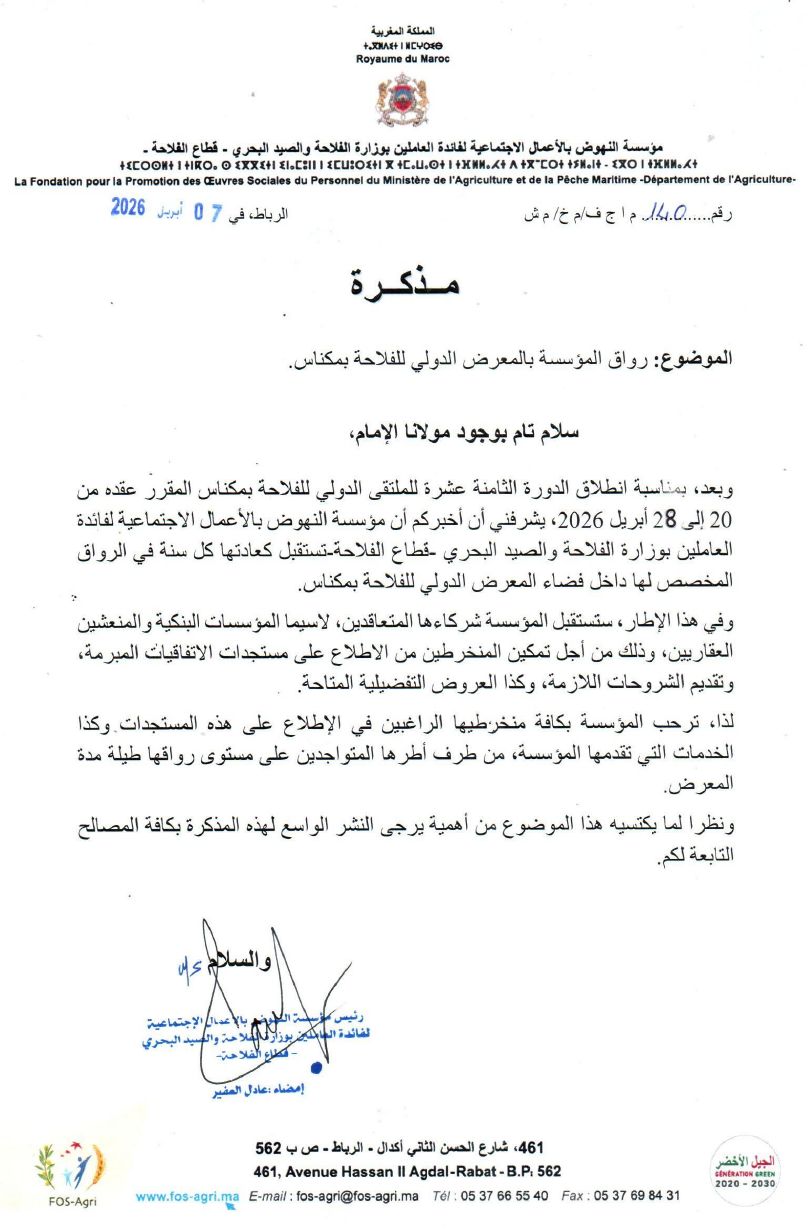 المملكة المغربية
ⵜⴰⴳⵍⴷⵉⵜ ⵏ ⵍⵎⵖⵔⵉⴱ
Royaume du Maroc
مؤسسة النهوض بالأعمال الاجتماعية لفائدة العاملين بوزارة الفلاحة والصيد البحري - قطاع الفلاحة -
La Fondation pour la Promotion des Œuvres Sociales du Personnel du Ministère de l'Agriculture et de la Pêche Maritime -Département de l'Agriculture-
رقم......140 م ا ج ف/م خ/ م ش
الرباط، في 07 أبريل 2026
مـذكـرة
الموضوع: رواق المؤسسة بالمعرض الدولي للفلاحة بمكناس.
سلام تام بوجود مولانا الإمام،
وبعد، بمناسبة انطلاق الدورة الثامنة عشرة للملتقى الدولي للفلاحة بمكناس المقرر عقده من
20 إلى 28 أبريل 2026، يشرفني أن أخبركم أن مؤسسة النهوض بالأعمال الاجتماعية لفائدة
العاملين بوزارة الفلاحة والصيد البحري -قطاع الفلاحة-تستقبل كعادتها كل سنة في الرواق
المخصص لها داخل فضاء المعرض الدولي للفلاحة بمكناس.
وفي هذا الإطار، ستستقبل المؤسسة شركاءها المتعاقدين، لاسيما المؤسسات البنكية والمنعشين
العقاريين، وذلك من أجل تمكين المنخرطين من الاطلاع على مستجدات الاتفاقيات المبرمة،
وتقديم الشروحات اللازمة، وكذا العروض التفضيلية المتاحة.
لذا، ترحب المؤسسة بكافة منخرطيها الراغبين في الإطلاع على هذه المستجدات وكذا
الخدمات التي تقدمها المؤسسة، من طرف أطرها المتواجدين على مستوى رواقها طيلة مدة
المعرض.
ونظرا لما يكتسيه هذا الموضوع من أهمية يرجى النشر الواسع لهذه المذكرة بكافة المصالح
التابعة لكم.
والسلام
رئيس مؤسسة النهوض بالأعمال الإجتماعية
لفائدة العاملين بوزارة الفلاحة والصيد البحري
- قطاع الفلاحة-
إمضاء :عادل العفير
461، شارع الحسن الثاني أكدال - الرباط - ص ب 562
461, Avenue Hassan II Agdal-Rabat - B.P: 562
www.fos-agri.ma E-mail : fos-agri@fos-agri.ma Tél : 05 37 66 55 40 Fax : 05 37 69 84 31
FOS-Agri
الجيل الأخضر
GÉNÉRATION GREEN
2020 - 2030